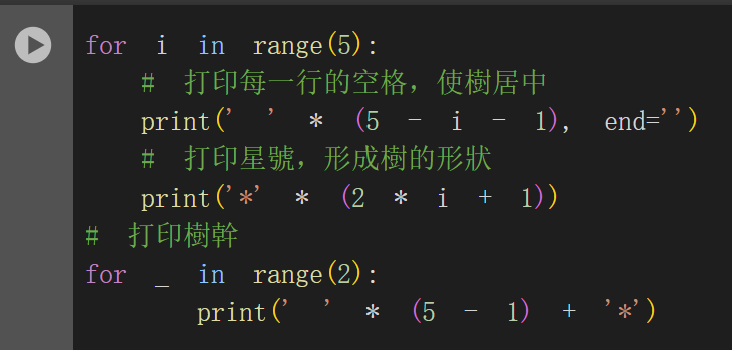 for i in range(5):
    # 打印每一行的空格，使樹居中
    print(' ' * (5 - i - 1), end='')
    # 打印星號，形成樹的形狀
    print('*' * (2 * i + 1))
# 打印樹幹
for _ in range(2):
        print(' ' * (5 - 1) + '*')